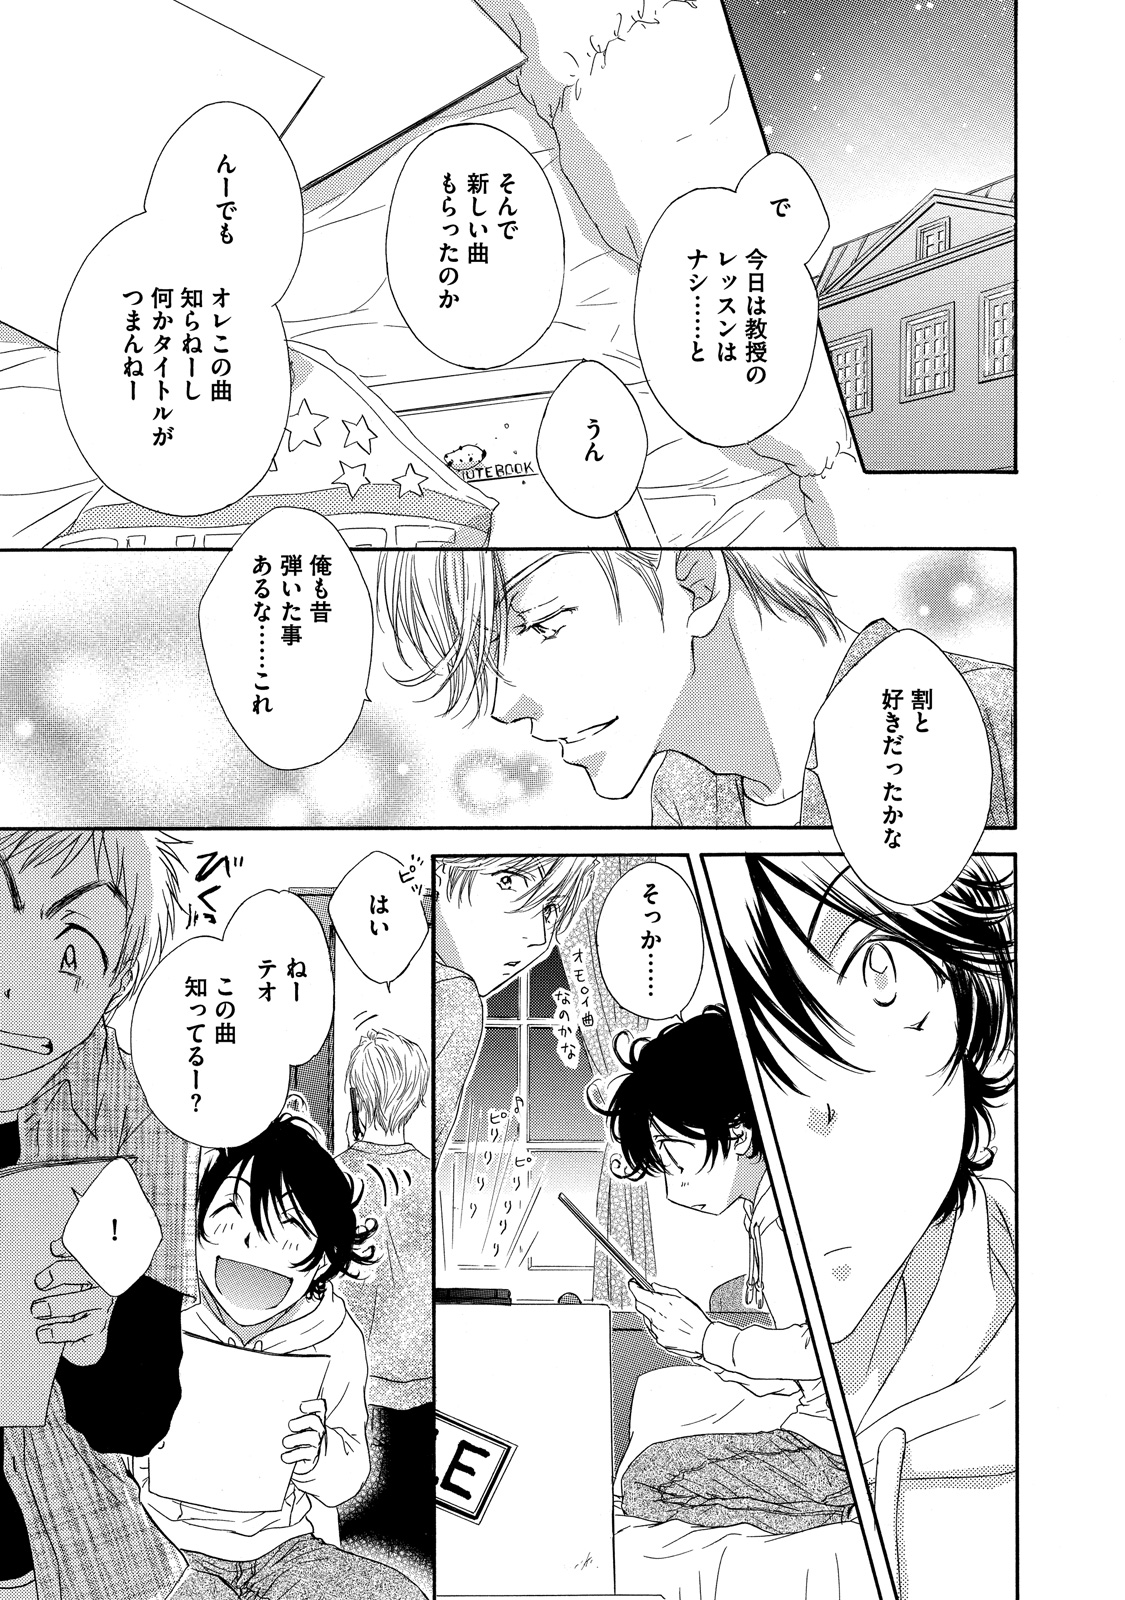 で
今日は教授の
レッスンは
ナシ……と
そんで
新しい曲
もらったのか
うん
んーでも
オレこの曲
知らねーし
何かタイトルが
つまんねー
NOTEBOOK
俺も昔
弾いた事
あるな……これ
割と
好きだったかな
そっか……
オモロイ曲
なのかな
ピリリリ
ピリリリ
ピッ
はい
ねー
テオ
この曲
知ってるー?
びくっ
!
LE